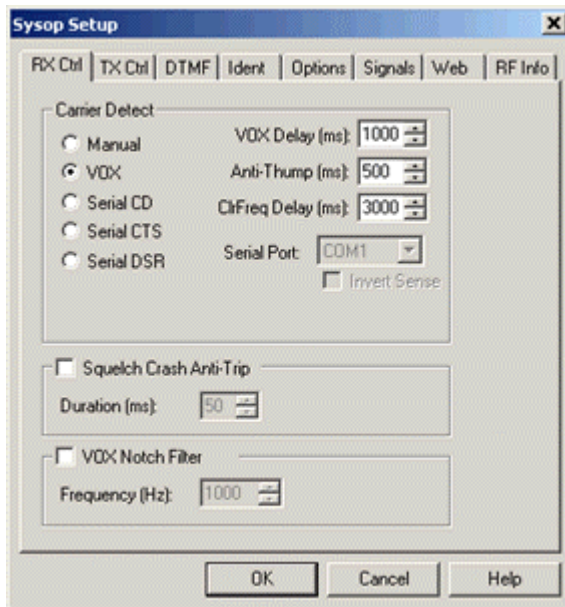 Sysop Setup
RX Ctrl TX Ctrl DTMF Ident Options Signals Web RF Info
Carrier Detect
Manual
VOX
Serial CD
Serial CTS
Serial DSR
VOX Delay (ms): 1000
Anti-Thump (ms): 500
ClrFreq Delay (ms): 3000
Serial Port: COM1
Invert Sense
Squelch Crash Anti-Trip
Duration (ms): 50
VOX Notch Filter
Frequency (Hz): 1000
OK Cancel Help